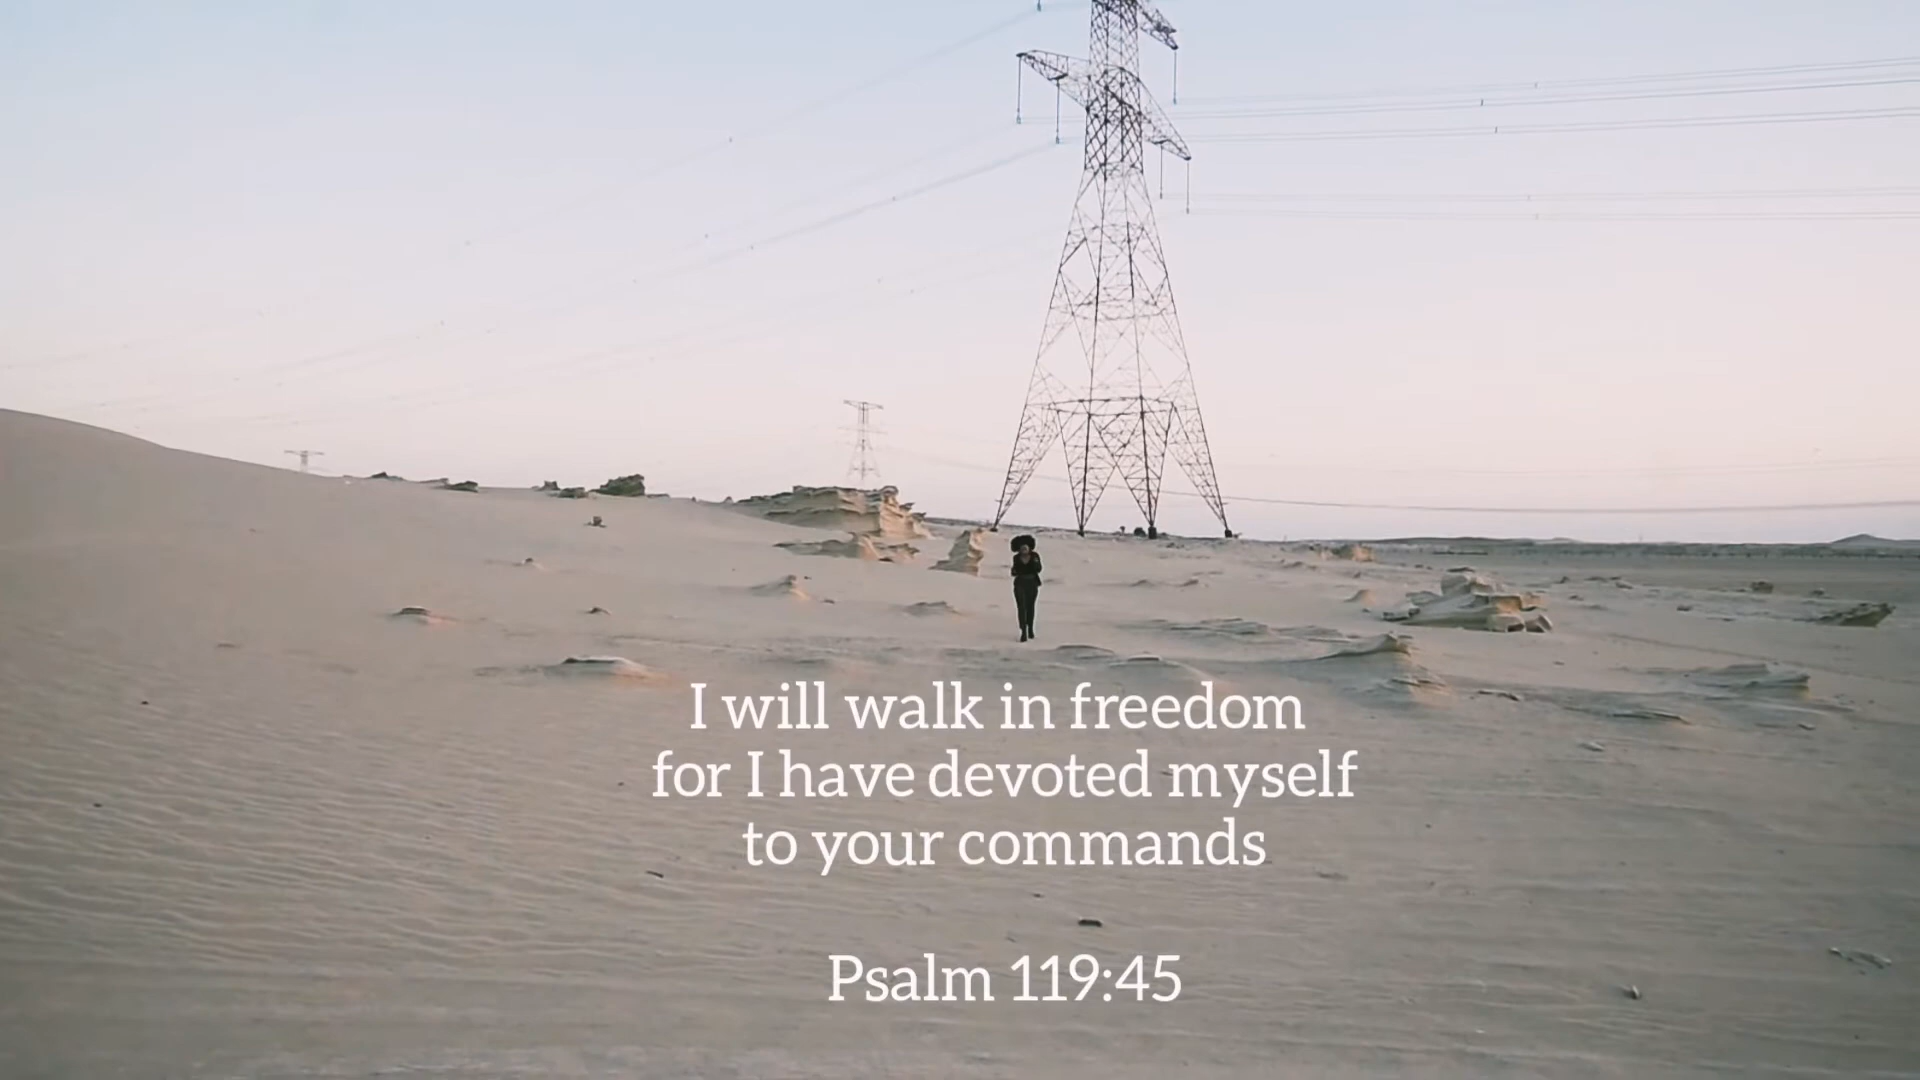 I will walk in freedom
for I have devoted myself
to your commands
Psalm 119:45